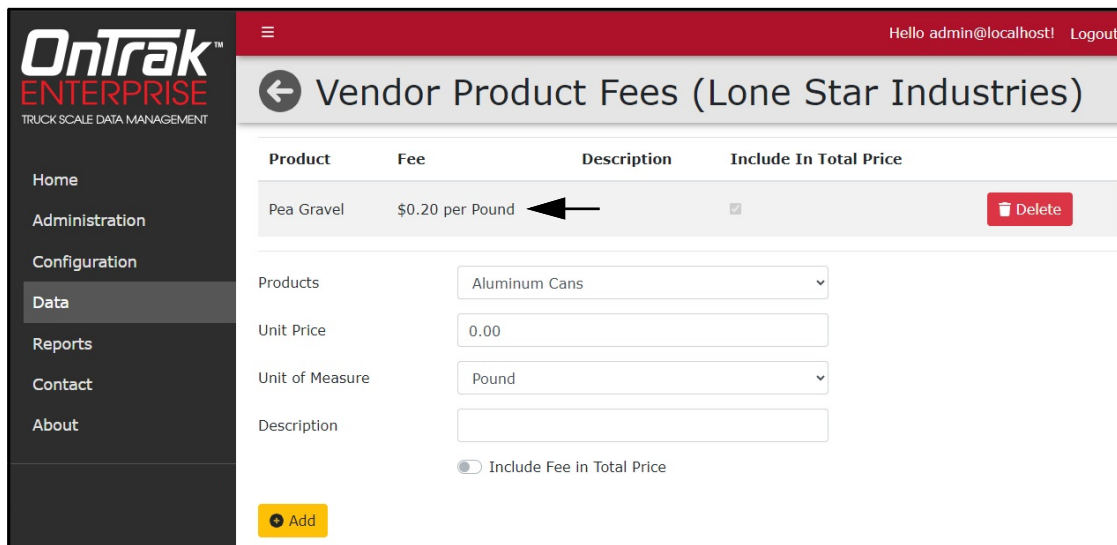 OnTrak™
ENTERPRISE
TRUCK SCALE DATA MANAGEMENT
Home
Administration
Configuration
Data
Reports
Contact
About
Hello admin@localhost! Logout
Vendor Product Fees (Lone Star Industries)
Product Fee Description Include In Total Price
Pea Gravel $0.20 per Pound Delete
Products Aluminum Cans
Unit Price 0.00
Unit of Measure Pound
Description
Include Fee in Total Price
Add